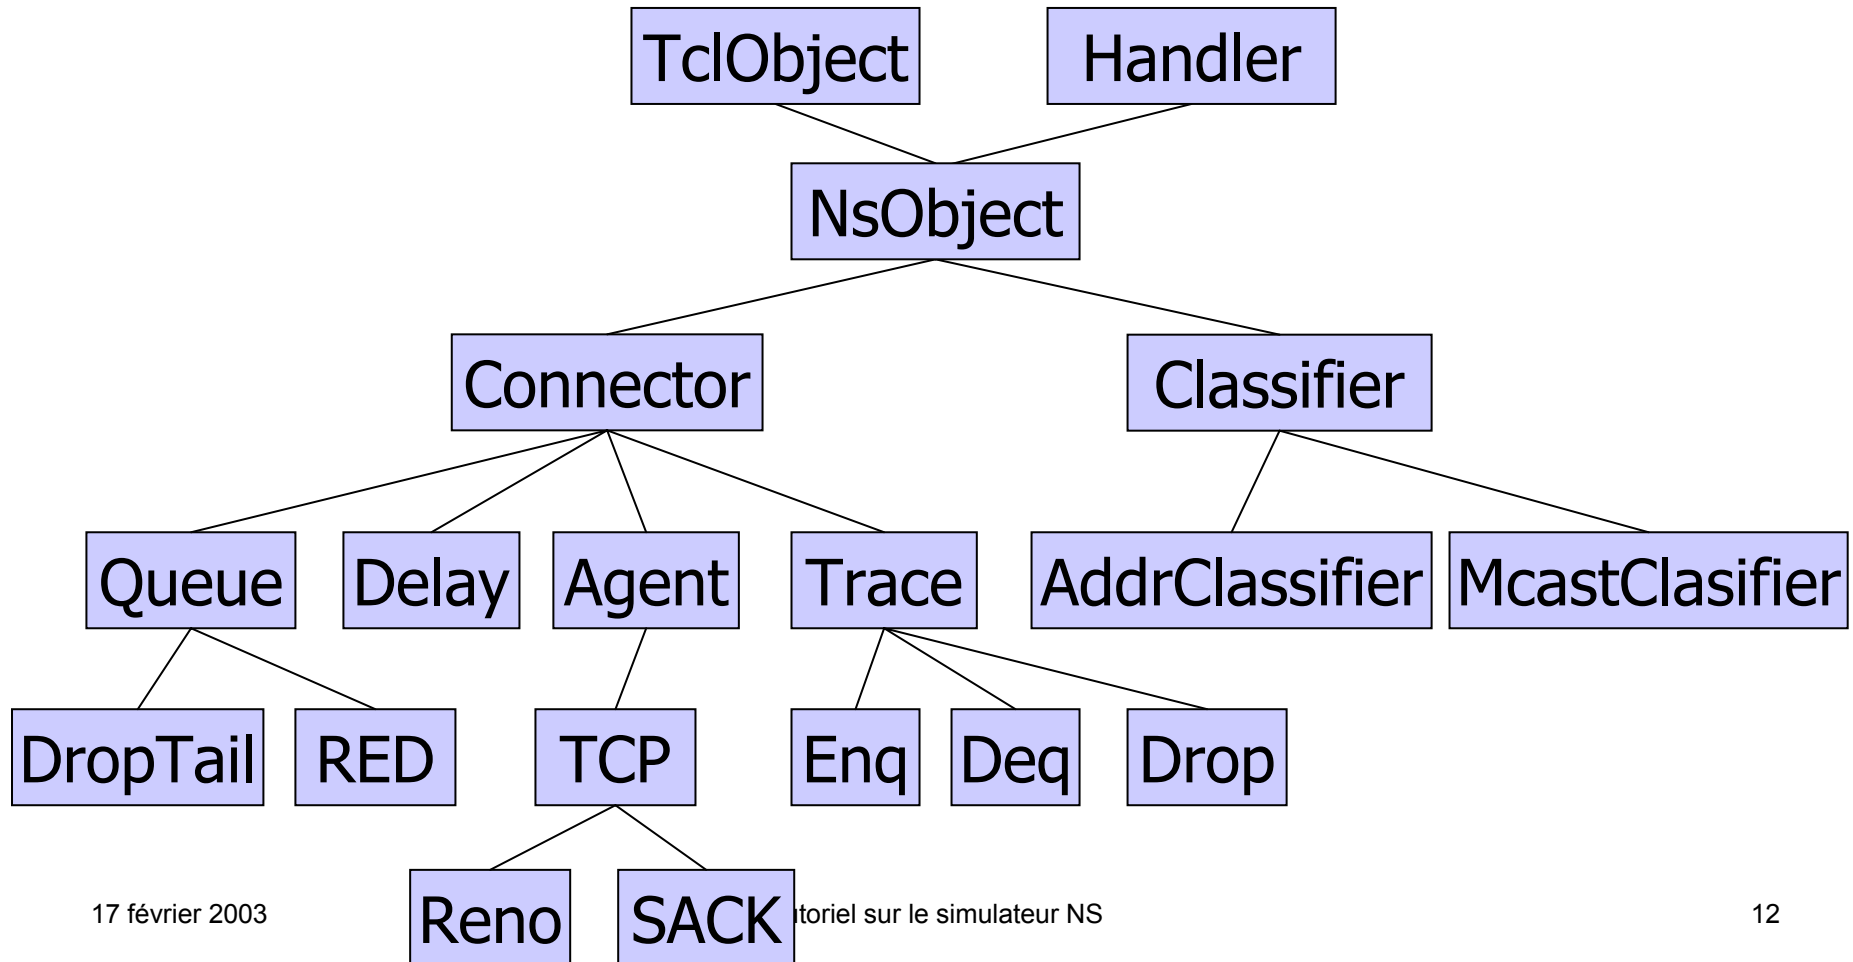 TclObject
Handler
NsObject
Connector
Classifier
Queue
Delay
Agent
Trace
AddrClassifier
McastClasifier
DropTail
RED
TCP
Enq
Deq
Drop
Reno
SACK
17 février 2003
utoriel sur le simulateur NS
12